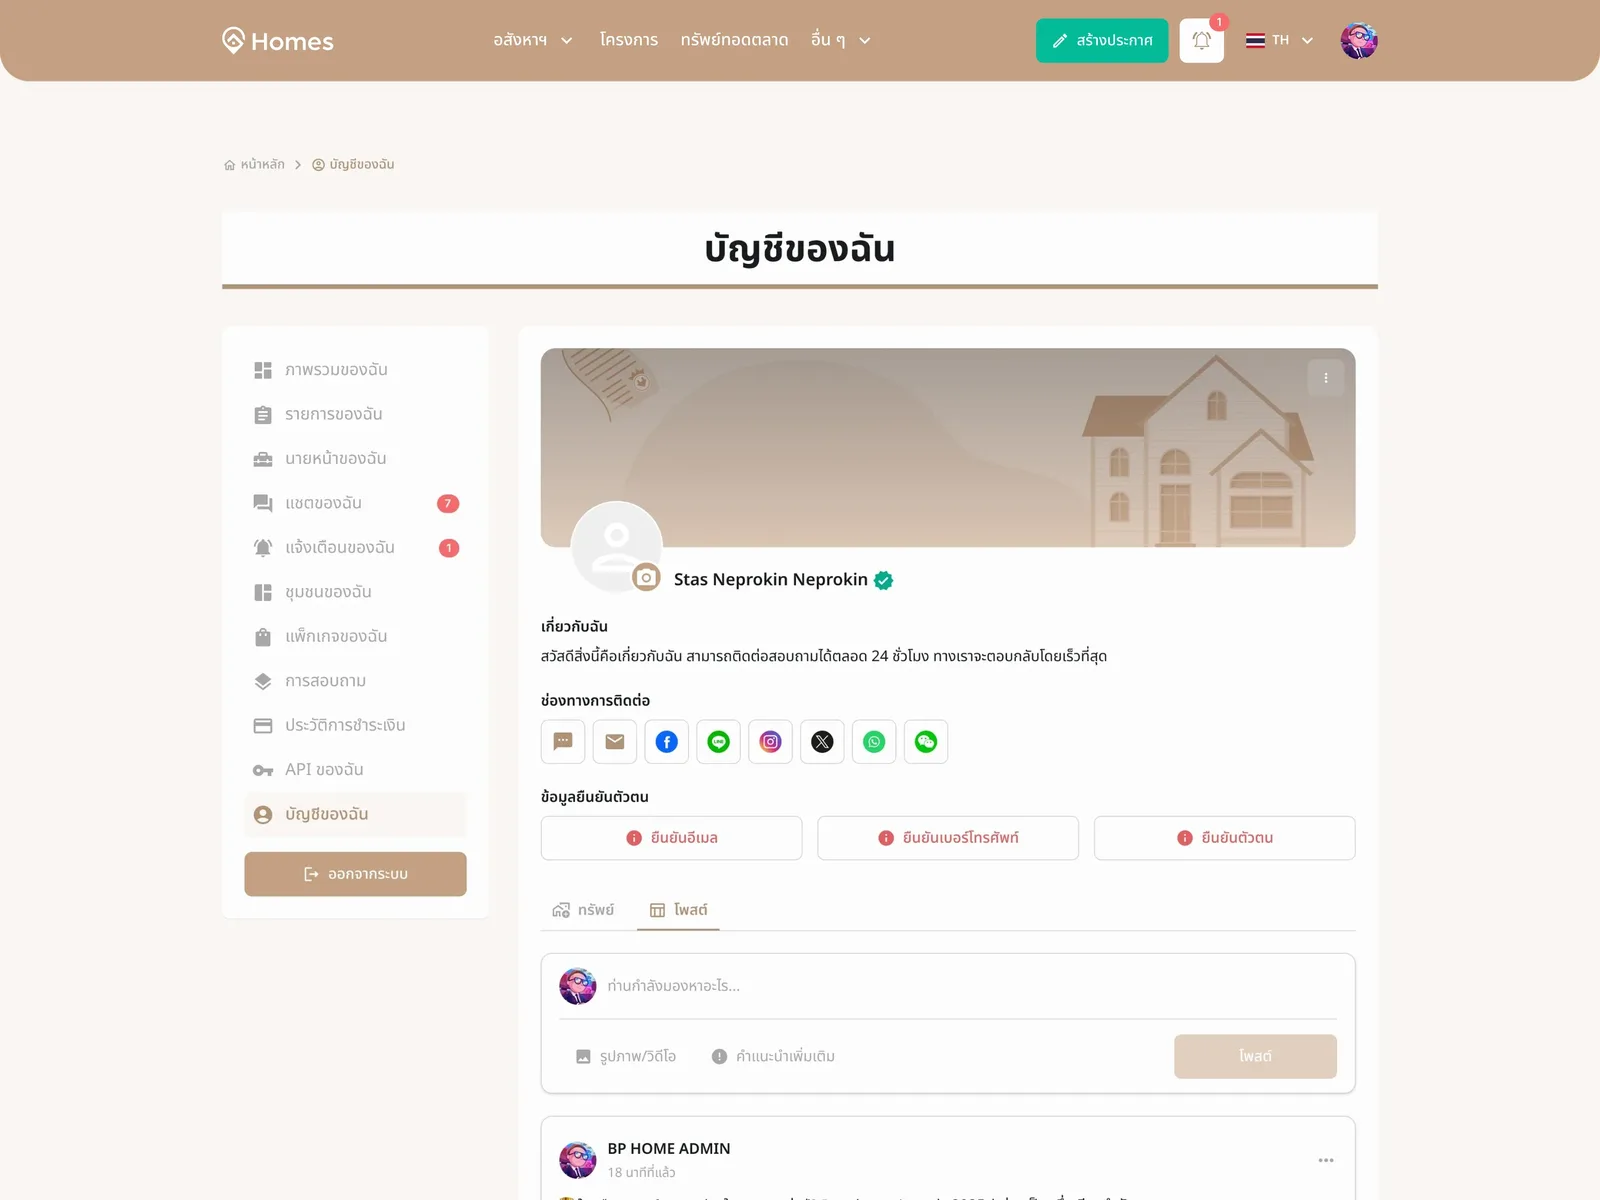 Homes
อสังหาฯ
โครงการ
ทรัพย์ทอดตลาด
อื่น ๆ
สร้างประกาศ
1
TH
หน้าหลัก
บัญชีของฉัน
บัญชีของฉัน
ภาพรวมของฉัน
รายการของฉัน
นายหน้าของฉัน
แชตของฉัน
7
แจ้งเตือนของฉัน
1
ชุมชนของฉัน
แพ็กเกจของฉัน
การสอบถาม
ประวัติการชำระเงิน
API ของฉัน
บัญชีของฉัน
ออกจากระบบ
Stas Neprokin Neprokin
เกี่ยวกับฉัน
สวัสดีสิ่งนี้คือเกี่ยวกับฉัน สามารถติดต่อสอบถามได้ตลอด 24 ชั่วโมง ทางเราจะตอบกลับโดยเร็วที่สุด
ช่องทางการติดต่อ
ข้อมูลยืนยันตัวตน
ยืนยันอีเมล
ยืนยันเบอร์โทรศัพท์
ยืนยันตัวตน
ทรัพย์
โพสต์
ท่านกำลังมองหาอะไร...
รูปภาพ/วิดีโอ
คำแนะนำเพิ่มเติม
โพสต์
BP HOME ADMIN
18 นาทีที่แล้ว